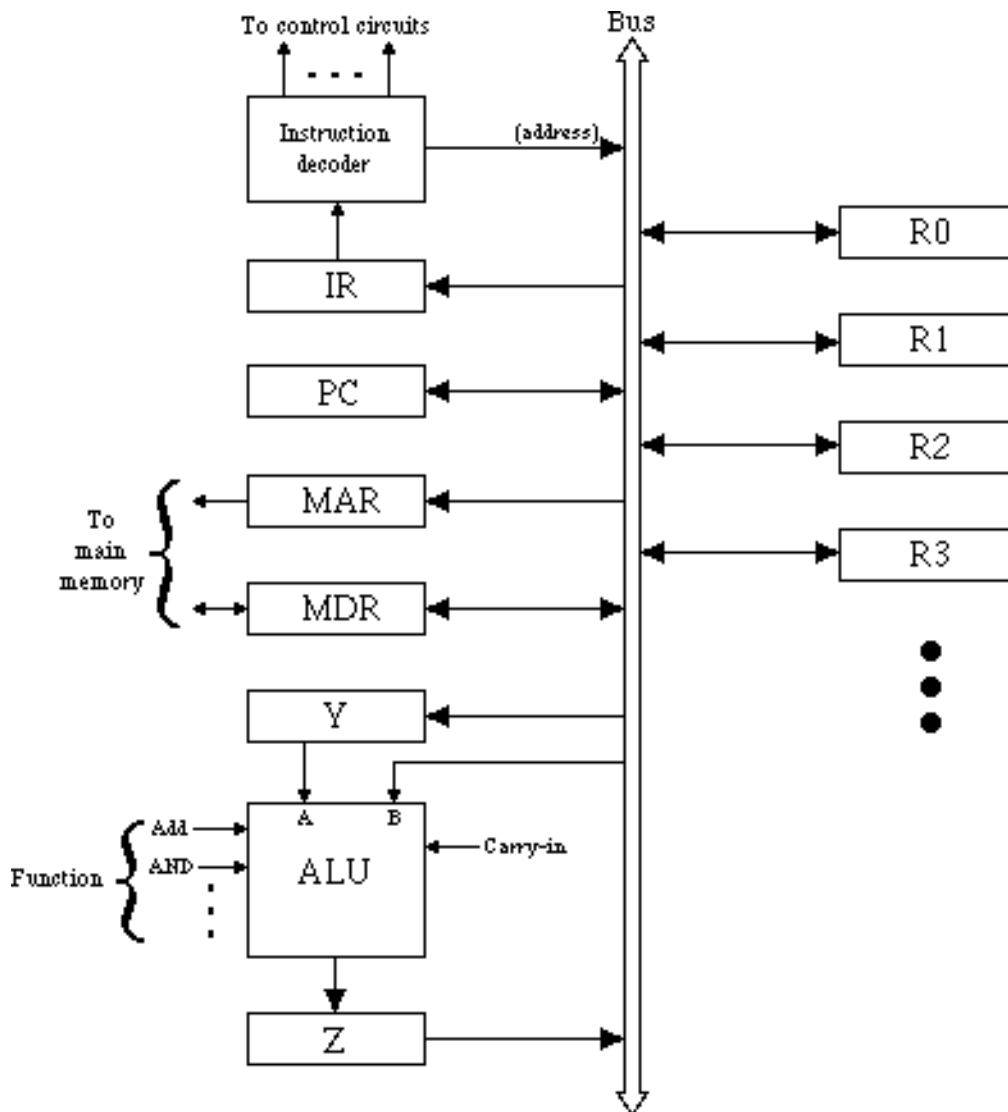 To control circuits
Bus
Instruction
decoder
(address)
R0
IR
R1
PC
R2
MAR
To
main
memory
R3
MDR
Y
A B
Add
Carry-in
AND
ALU
Function
Z